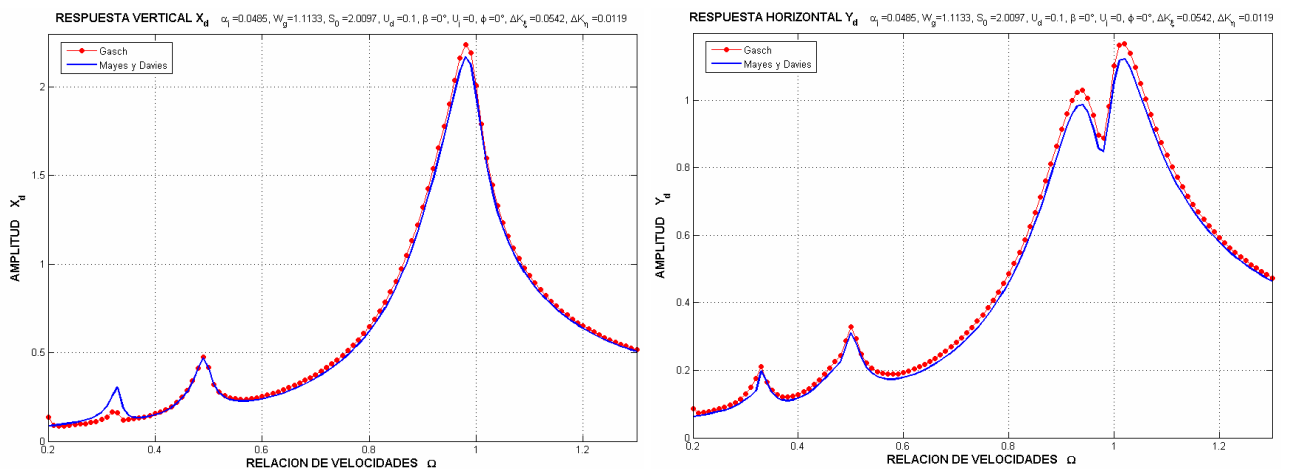 RESPUESTA VERTICAL X_d α_i =0.0485, W_g =1.1133, S_0 =2.0097, U_d =0.1, β=0°, U_i =0, ϕ=0°, ΔK_ξ =0.0542, ΔK_η =0.0119
Gasch
Mayes y Davies
AMPLITUD X_d
2
1.5
1
0.5
0
0.2 0.4 0.6 0.8 1 1.2
RELACION DE VELOCIDADES Ω
RESPUESTA HORIZONTAL Y_d α_i =0.0485, W_g =1.1133, S_0 =2.0097, U_d =0.1, β=0°, U_i =0, ϕ=0°, ΔK_ξ =0.0542, ΔK_η =0.0119
Gasch
Mayes y Davies
AMPLITUD Y_d
1
0.8
0.6
0.4
0.2
0
0.2 0.4 0.6 0.8 1 1.2
RELACION DE VELOCIDADES Ω